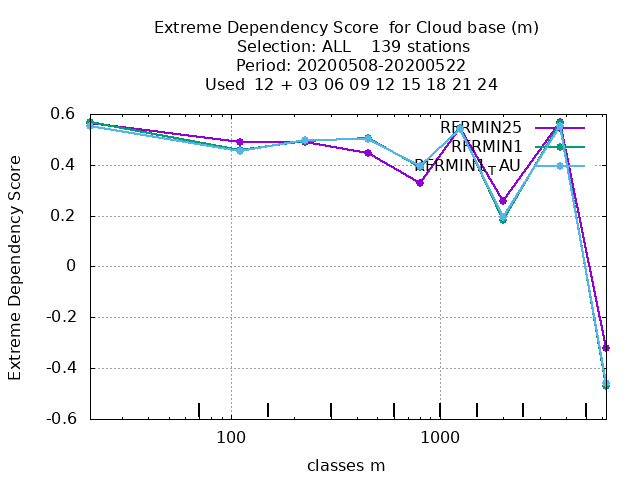 Extreme Dependency Score  for Cloud base (m)
Selection: ALL    139 stations
Period: 20200508-20200522
Used  12 + 03 06 09 12 15 18 21 24
RFRMIN25
RFRMIN1
RFRMIN1_TAU
0.6
0.4
0.2
0
-0.2
-0.4
-0.6
Extreme Dependency Score
100
1000
classes m